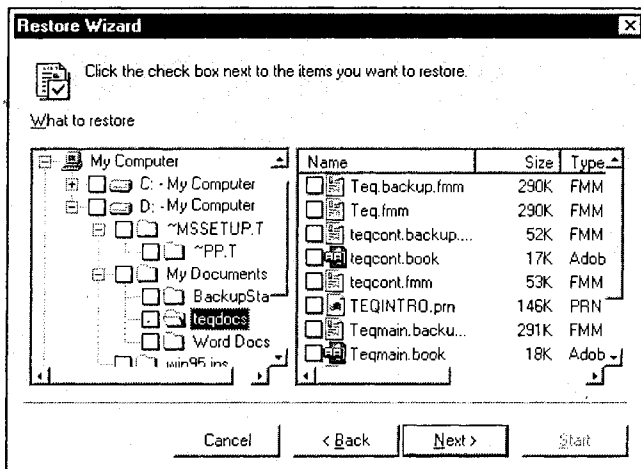 Restore Wizard
Click the check box next to the items you want to restore.
What to restore
My Computer
C: - My Computer
D: - My Computer
~MSSETUP.T
~PP.T
My Documents
BackupSta
teqdocs
Word Docs
win95.ins
Name Size Type
Teq.backup.fmm 290K FMM
Teq.fmm 290K FMM
teqcont.backup.... 52K FMM
teqcont.book 17K Adob
teqcont.fmm 53K FMM
TEQINTRO.prn 146K PRN
Teqmain.backu... 291K FMM
Teqmain.book 18K Adob
Cancel < Back Next > Start